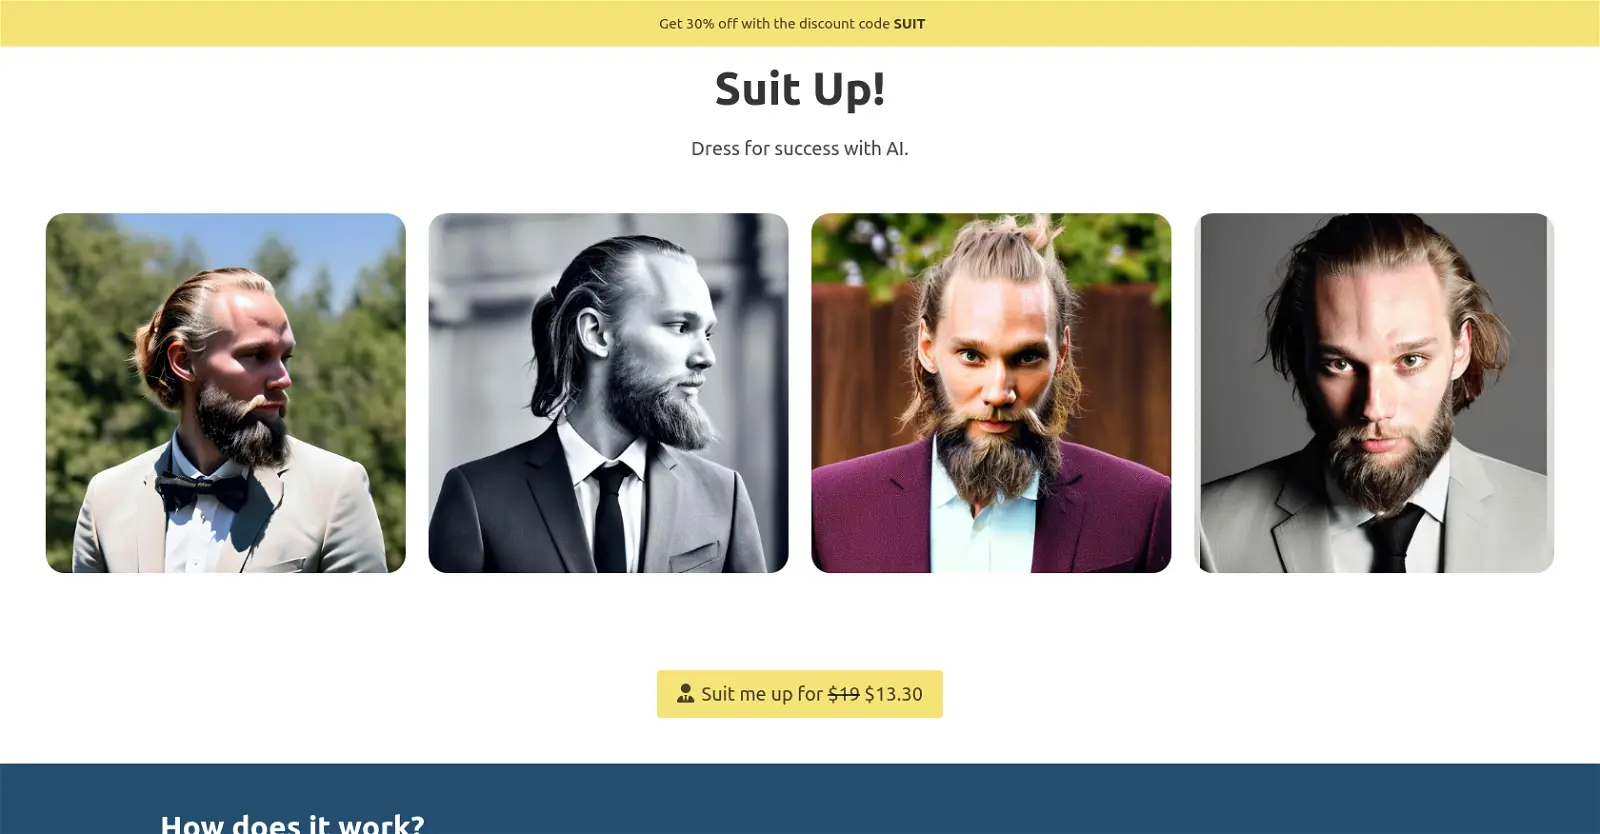 Get 30% off with the discount code SUIT
Suit Up!
Dress for success with AI.
Suit me up for $19 $13.30
How does it work?